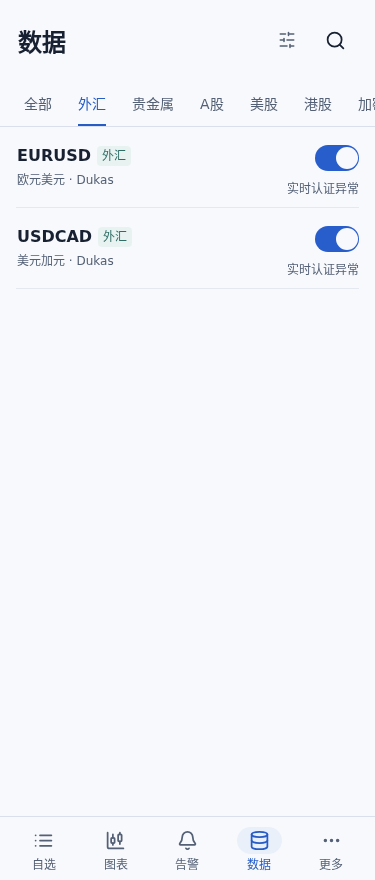 数据
全部 外汇 贵金属 A股 美股 港股 加密
EURUSD 外汇
欧元美元 · Dukas
实时认证异常
USDCAD 外汇
美元加元 · Dukas
实时认证异常
自选 图表 告警 数据 更多